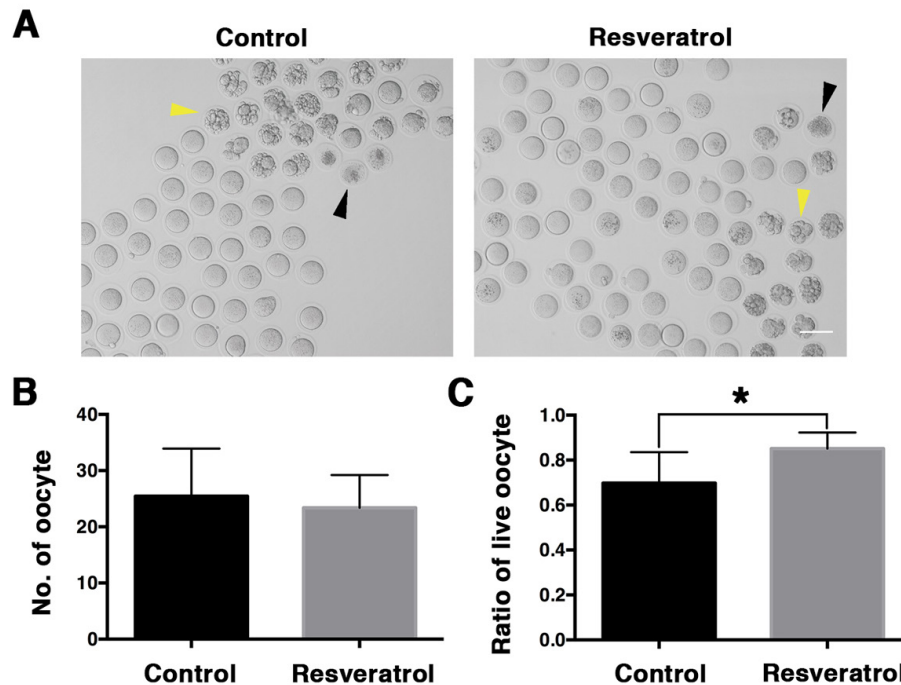 A
Control
Resveratrol
B
No. of oocyte
40
30
20
10
0
Control
Resveratrol
C
Ratio of live oocyte
1.0
0.8
0.6
0.4
0.2
0.0
*
Control
Resveratrol